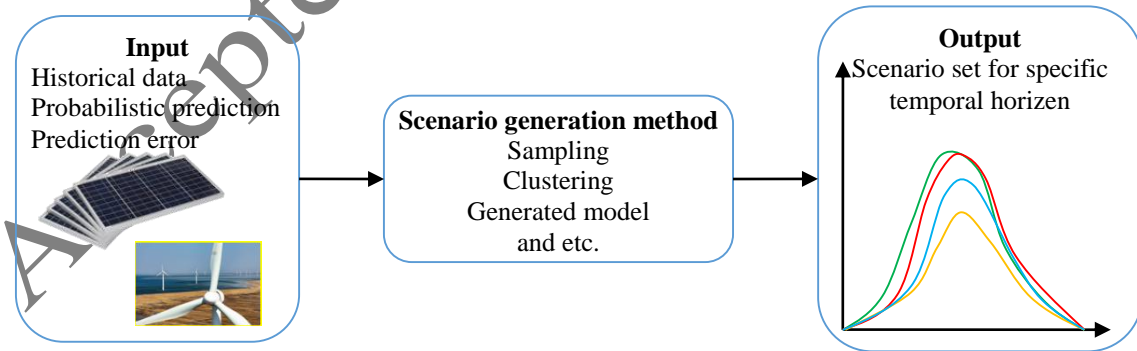 Input
Historical data
Probabilistic prediction
Prediction error
Scenario generation method
Sampling
Clustering
Generated model
and etc.
Output
Scenario set for specific
temporal horizen